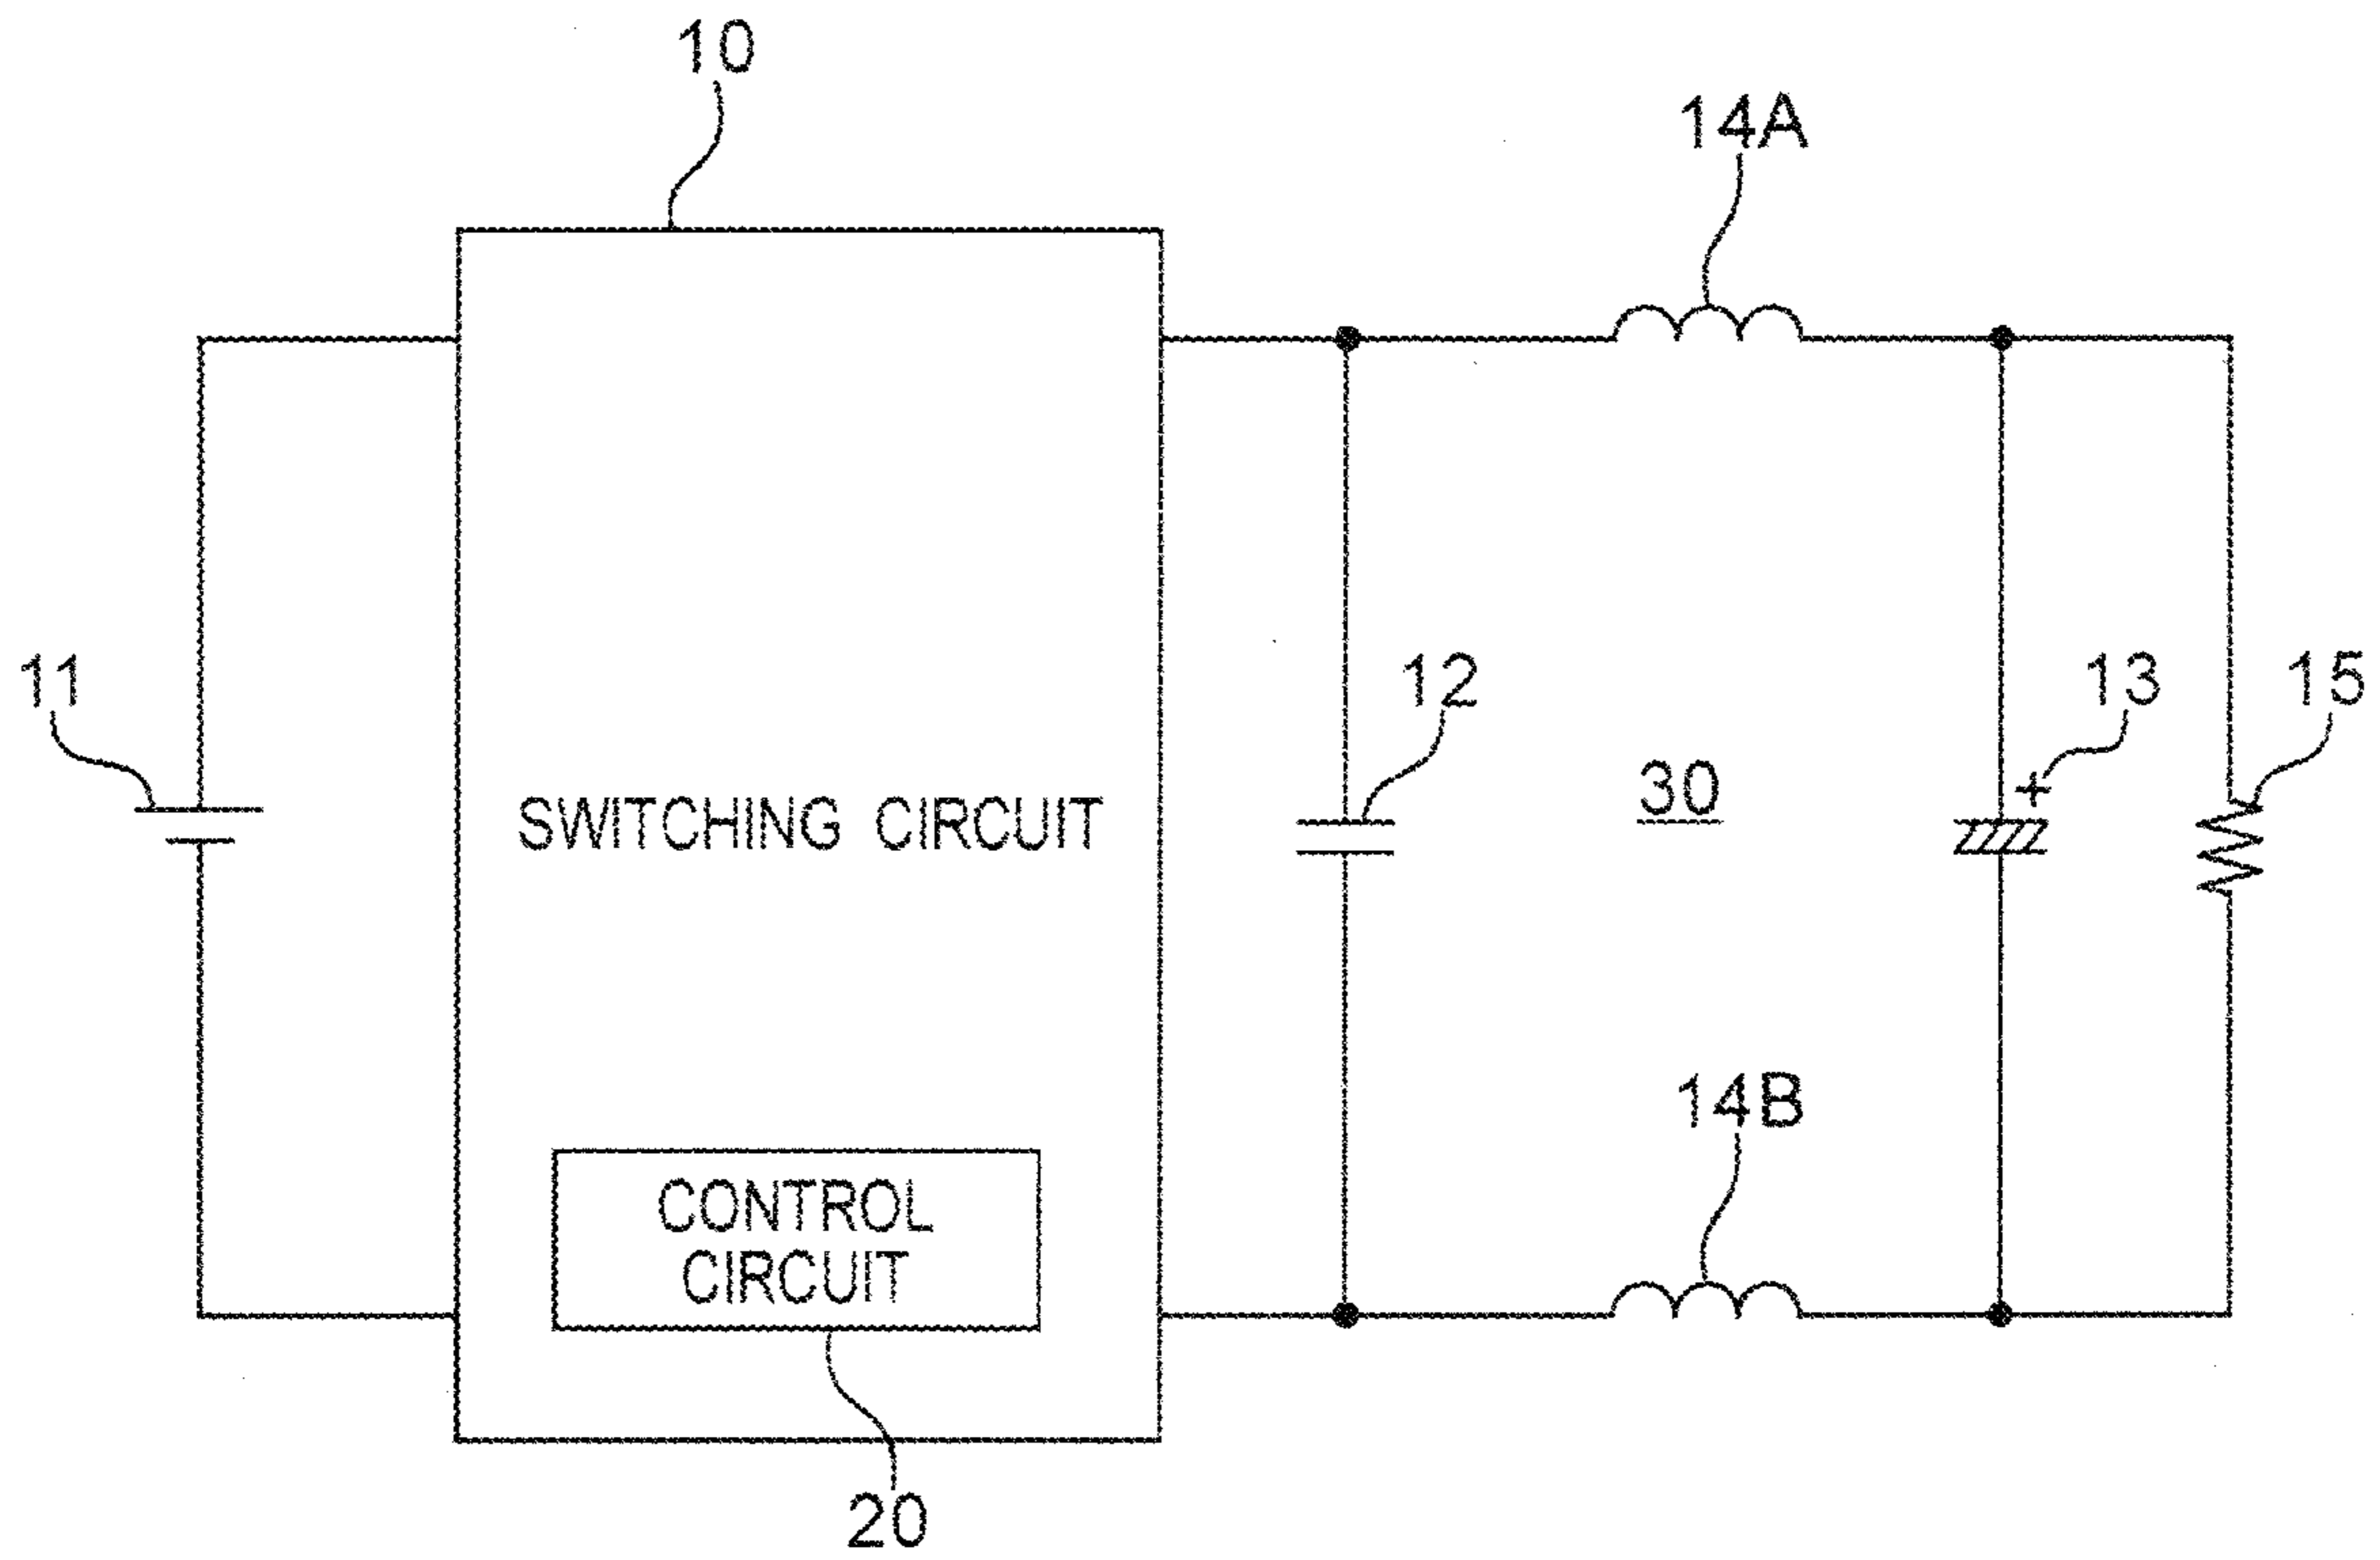 10
14A
11
12
13
15
30
SWITCHING CIRCUIT
14B
CONTROL
CIRCUIT
20